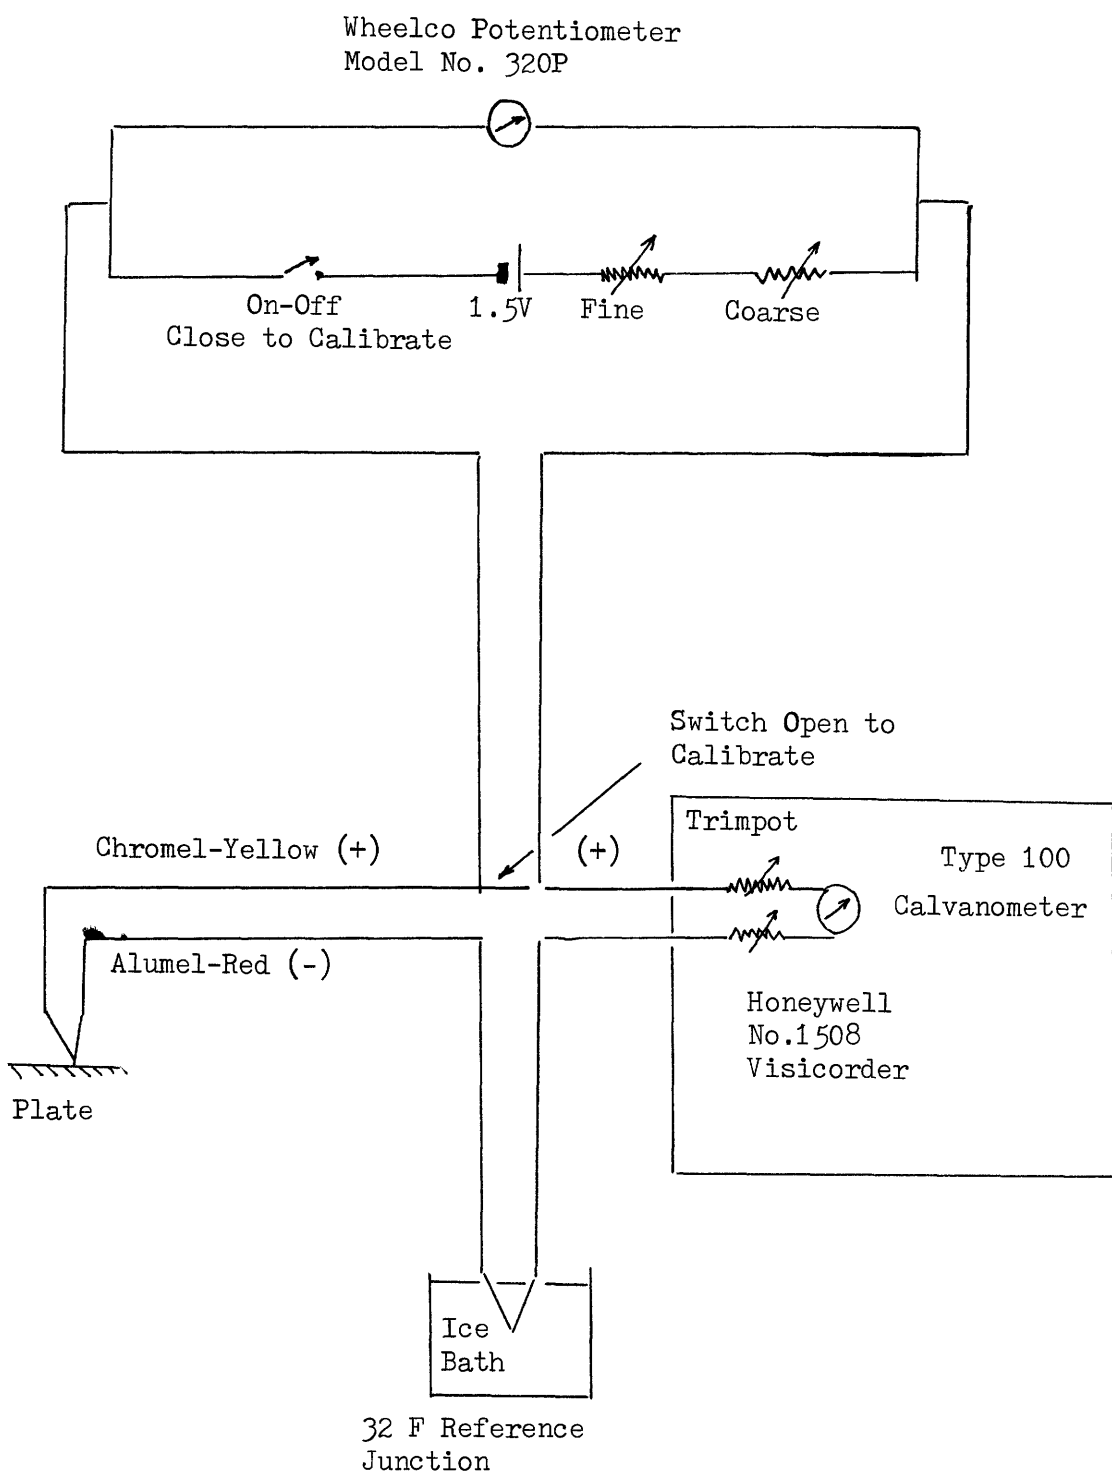 Wheelco Potentiometer
Model No. 320P
On-Off
Close to Calibrate
1.5V
Fine
Coarse
Switch Open to
Calibrate
Chromel-Yellow (+)
(+)
Trimpot
Type 100
Calvanometer
Alumel-Red (-)
Honeywell
No.1508
Visicorder
Plate
Ice
Bath
32 F Reference
Junction